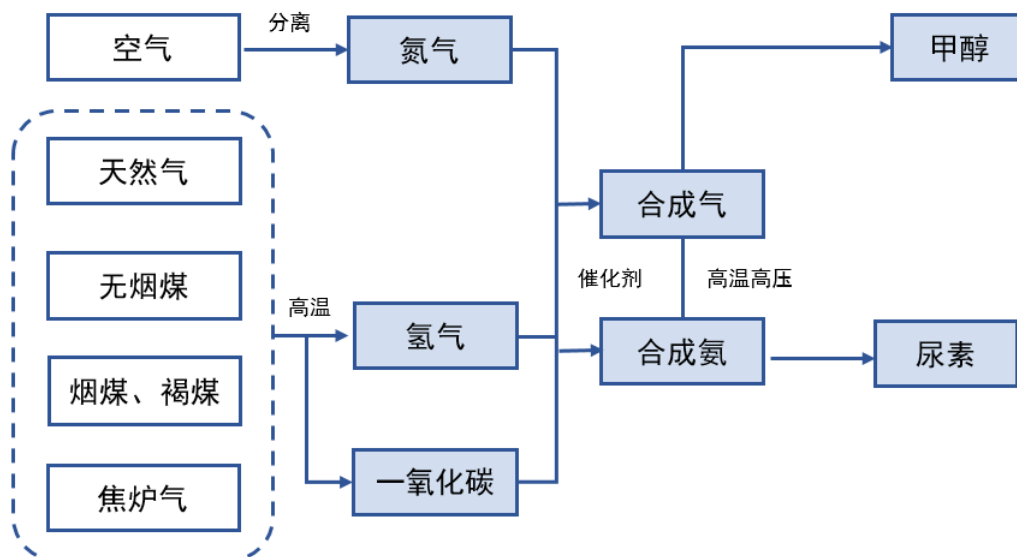 空气
分离
氮气
甲醇
天然气
合成气
无烟煤
催化剂
高温高压
高温
氢气
合成氨
尿素
烟煤、褐煤
一氧化碳
焦炉气